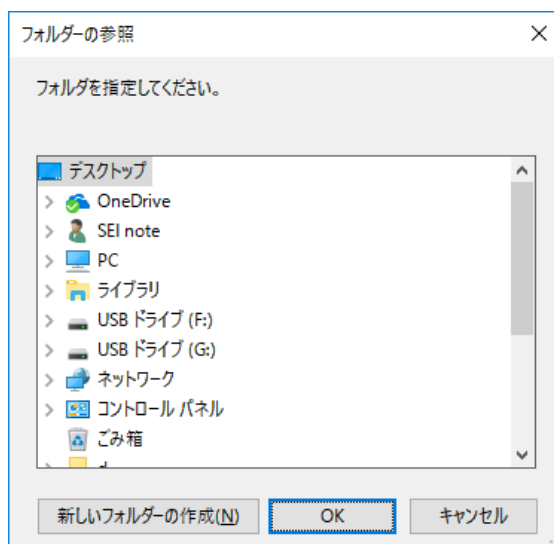 フォルダーの参照
フォルダを指定してください。
デスクトップ
OneDrive
SEI note
PC
ライブラリ
USB ドライブ (F:)
USB ドライブ (G:)
ネットワーク
コントロール パネル
ごみ箱
新しいフォルダーの作成(N) OK キャンセル